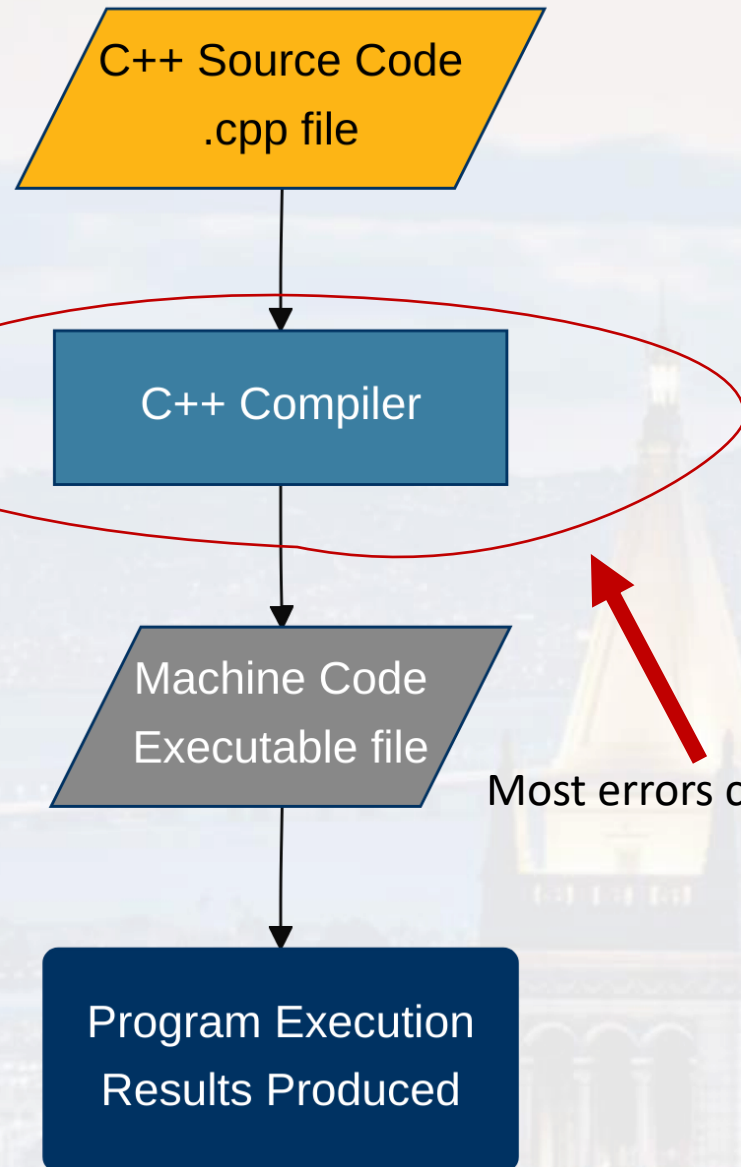 C++ Source Code
.cpp file
C++ Compiler
Machine Code
Executable file
Most errors
Program Execution
Results Produced